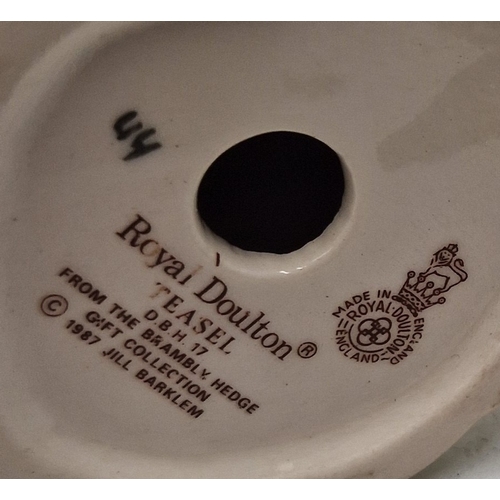 44
Royal Doulton®
TEASEL
D.B.H. 17
FROM THE BRAMBLY HEDGE
GIFT COLLECTION
© 1987 JILL BARKLEM
MADE IN ENGLAND
ROYAL DOULTON
ENGLAND